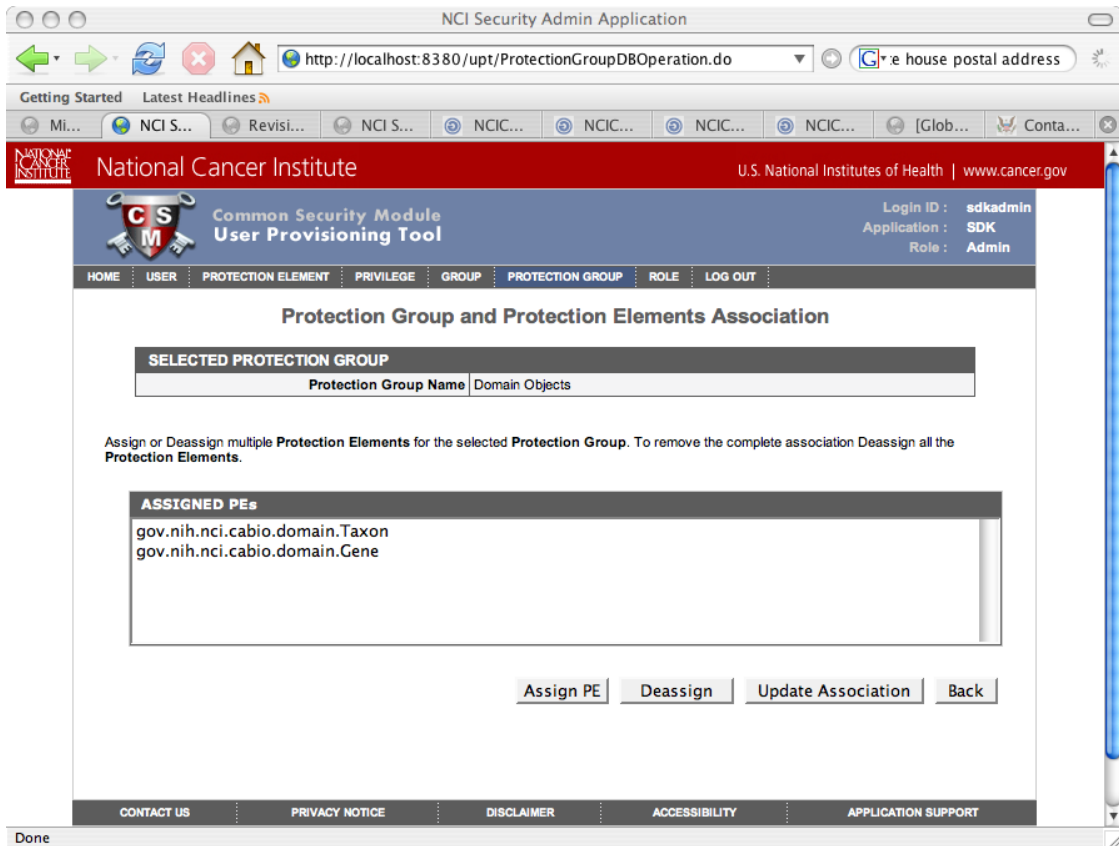 NCI Security Admin Application
http://localhost:8380/upt/ProtectionGroupDBOperation.do
G :e house postal address
Getting Started Latest Headlines
Mi... NCI S... Revisi... NCI S... NCIC... NCIC... NCIC... NCIC... [Glob... Conta...
NATIONAL CANCER INSTITUTE
National Cancer Institute
U.S. National Institutes of Health | www.cancer.gov
C S M
Common Security Module
User Provisioning Tool
Login ID : sdkadmin
Application : SDK
Role : Admin
HOME USER PROTECTION ELEMENT PRIVILEGE GROUP PROTECTION GROUP ROLE LOG OUT
Protection Group and Protection Elements Association
SELECTED PROTECTION GROUP
Protection Group Name Domain Objects
Assign or Deassign multiple Protection Elements for the selected Protection Group. To remove the complete association Deassign all the
Protection Elements.
ASSIGNED PEs
gov.nih.nci.cabio.domain.Taxon
gov.nih.nci.cabio.domain.Gene
Assign PE Deassign Update Association Back
CONTACT US PRIVACY NOTICE DISCLAIMER ACCESSIBILITY APPLICATION SUPPORT
Done